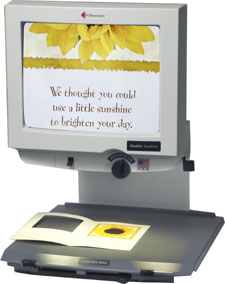 We thought you could
use a little sunshine
to brighten your day.